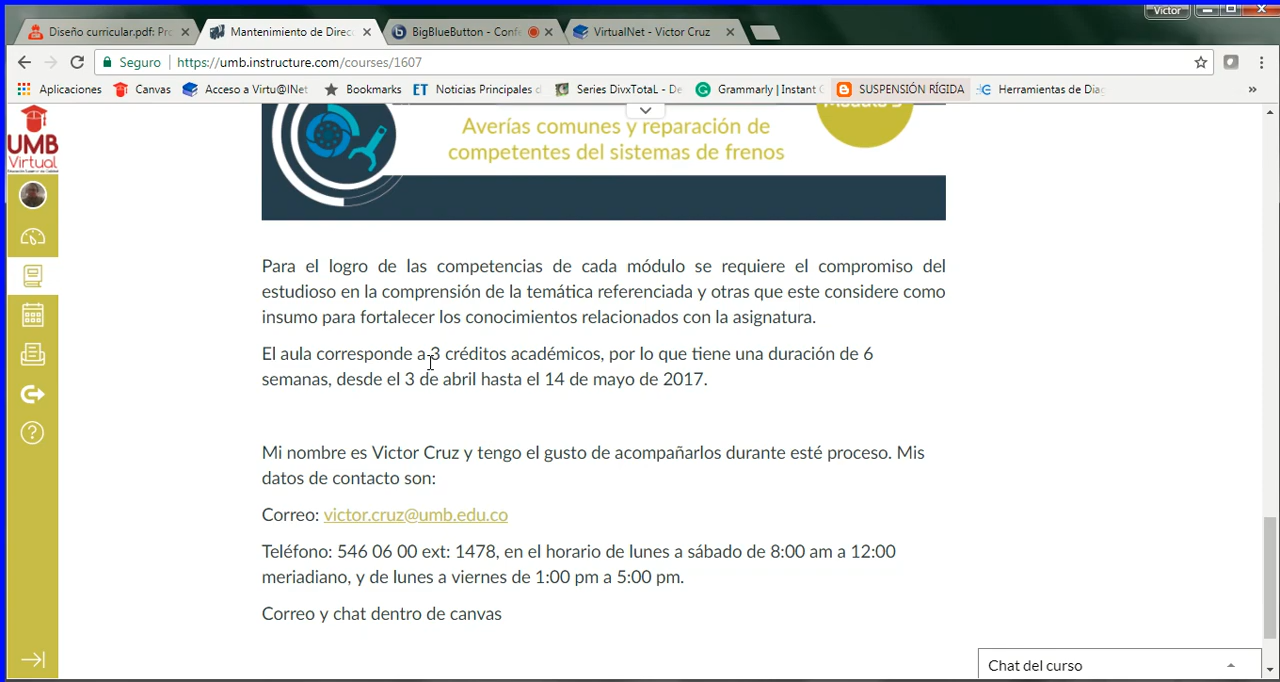 Victor
Diseño curricular.pdf: Pr
Mantenimiento de Direc
BigBlueButton - Confe
VirtualNet - Victor Cruz
Seguro
https://umb.instructure.com/courses/1607
Aplicaciones
Canvas
Acceso a Virtu@lNet
Bookmarks
ET Noticias Principales d
Series DivxTotaL - De
Grammarly | Instant G
SUSPENSIÓN RÍGIDA
Herramientas de Diag
»
UMB
Virtual
Averías comunes y reparación de
competentes del sistemas de frenos
Módulo 3
Para el logro de las competencias de cada módulo se requiere el compromiso del
estudioso en la comprensión de la temática referenciada y otras que este considere como
insumo para fortalecer los conocimientos relacionados con la asignatura.
El aula corresponde a 3 créditos académicos, por lo que tiene una duración de 6
semanas, desde el 3 de abril hasta el 14 de mayo de 2017.
Mi nombre es Victor Cruz y tengo el gusto de acompañarlos durante esté proceso. Mis
datos de contacto son:
Correo: victor.cruz@umb.edu.co
Teléfono: 546 06 00 ext: 1478, en el horario de lunes a sábado de 8:00 am a 12:00
meriadiano, y de lunes a viernes de 1:00 pm a 5:00 pm.
Correo y chat dentro de canvas
Chat del curso